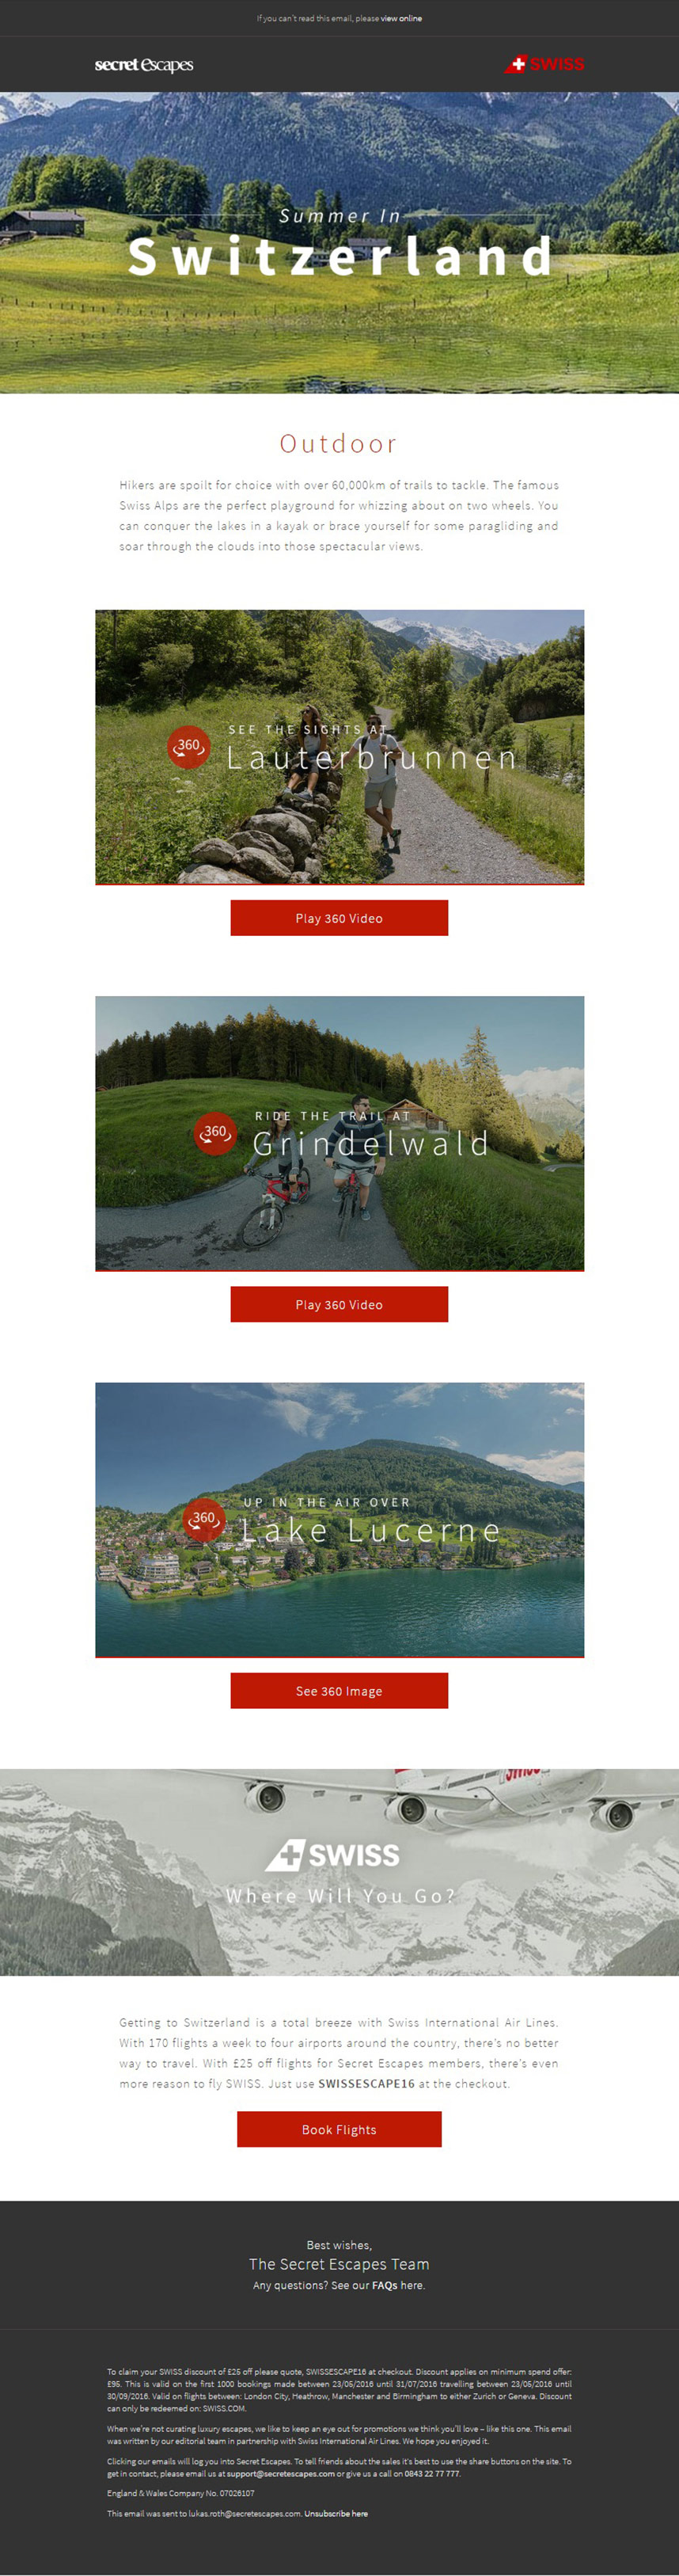 If you can't read this email, please view online
secret Escapes
SWISS
Summer In
Switzerland
Outdoor
Hikers are spoilt for choice with over 60,000km of trails to tackle. The famous
Swiss Alps are the perfect playground for whizzing about on two wheels. You
can conquer the lakes in a kayak or brace yourself for some paragliding and
soar through the clouds into those spectacular views.
SEE THE SIGHTS AT
360
Lauterbrunnen
Play 360 Video
RIDE THE TRAIL AT
360
Grindelwald
Play 360 Video
UP IN THE AIR OVER
360
Lake Lucerne
See 360 Image
SWISS
Where Will You Go?
Getting to Switzerland is a total breeze with Swiss International Air Lines.
With 170 flights a week to four airports around the country, there's no better
way to travel. With £25 off flights for Secret Escapes members, there's even
more reason to fly SWISS. Just use SWISSESCAPE16 at the checkout.
Book Flights
Best wishes,
The Secret Escapes Team
Any questions? See our FAQs here.
To claim your SWISS discount of £25 off please quote, SWISSESCAPE16 at checkout. Discount applies on minimum spend offer:
£95. This is valid on the first 1000 bookings made between 23/05/2016 until 31/07/2016 travelling between 23/05/2016 until
30/09/2016. Valid on flights between: London City, Heathrow, Manchester and Birmingham to either Zurich or Geneva. Discount
can only be redeemed on: SWISS.COM.
When we're not curating luxury escapes, we like to keep an eye out for promotions we think you'll love – like this one. This email
was written by our editorial team in partnership with Swiss International Air Lines. We hope you enjoyed it.
Clicking our emails will log you into Secret Escapes. To tell friends about the sales it's best to use the share buttons on the site. To
get in contact, please email us at support@secretescapes.com or give us a call on 0843 22 77 777.
England & Wales Company No. 07026107
This email was sent to lukas.roth@secretescapes.com. Unsubscribe here